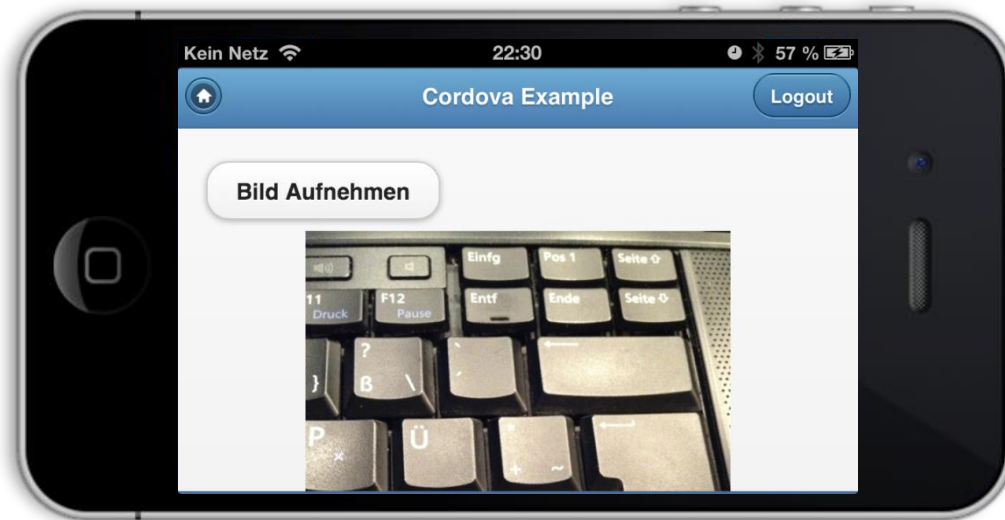 Kein Netz 22:30 57 %
Cordova Example Logout
Bild Aufnehmen
Einfg Pos 1 Seite ⇧
11 F12 Entf Ende Seite ⇩
Druck Pause
? `
} ß \ ´
P Ü *
+ ~